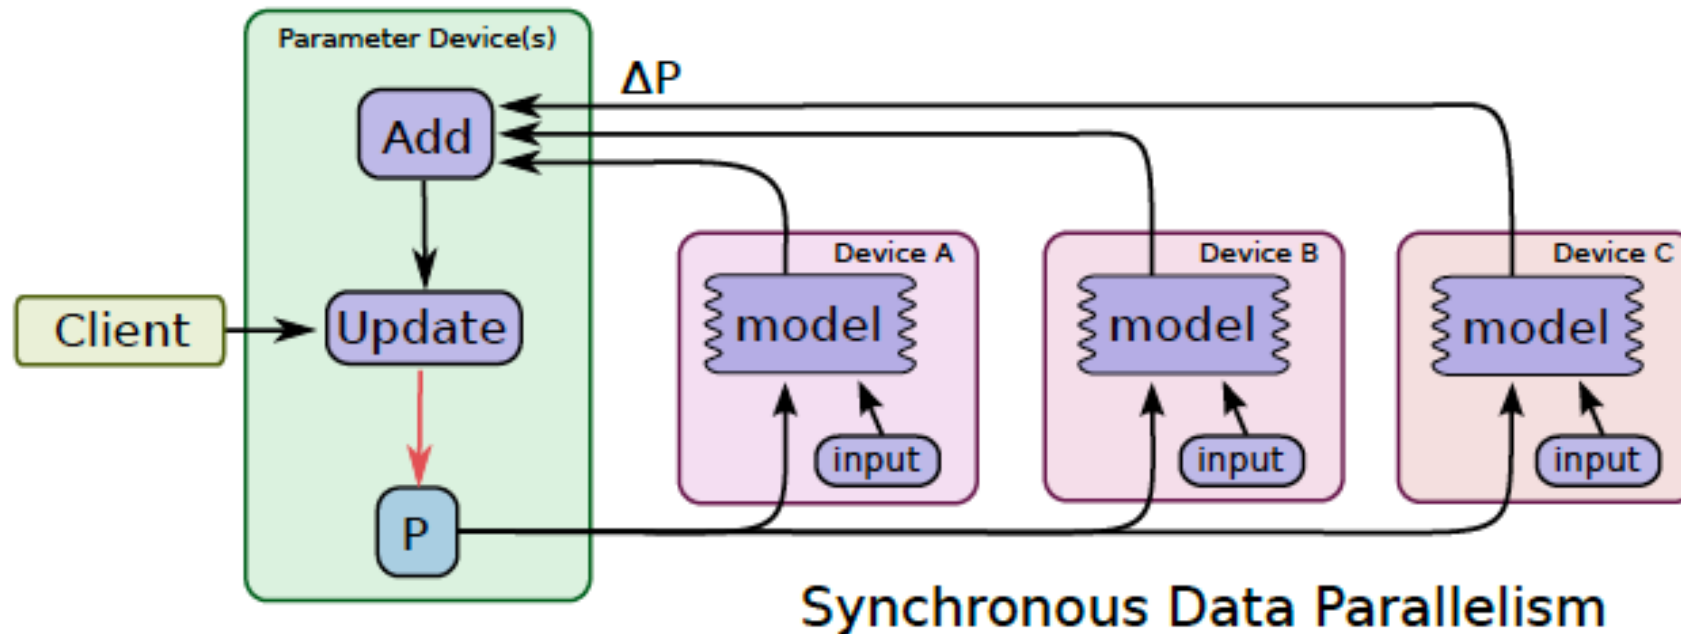 Parameter Device(s)
ΔP
Add
Device A
Device B
Device C
Client
Update
model
model
model
input
input
input
P
Synchronous Data Parallelism